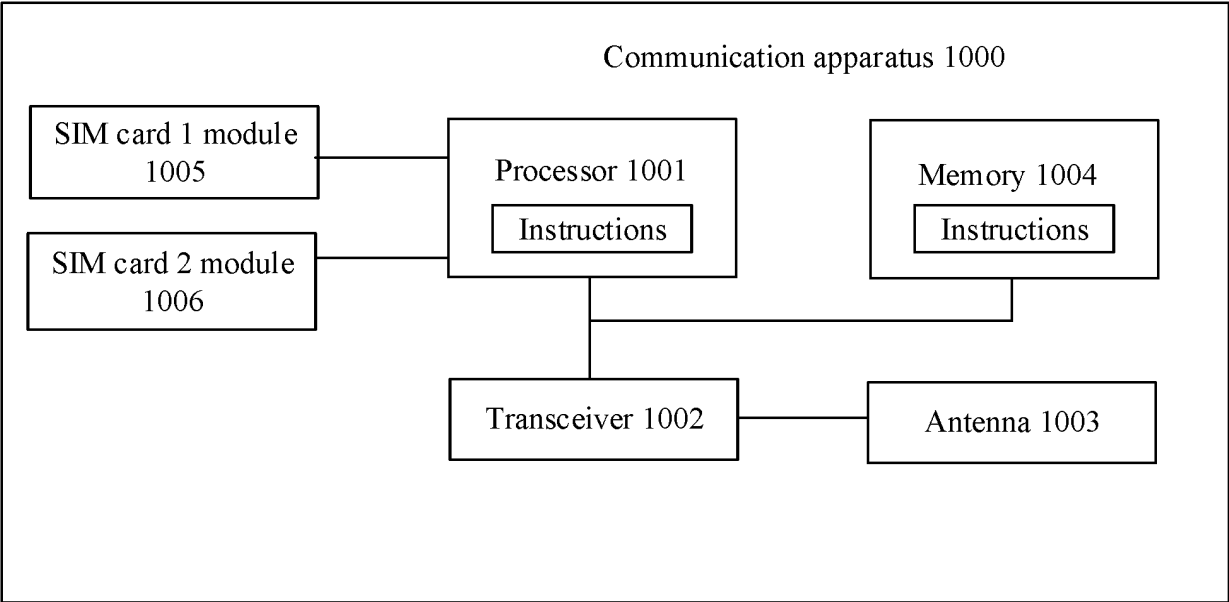 Communication apparatus 1000
SIM card 1 module
1005
Processor 1001
Instructions
Memory 1004
Instructions
SIM card 2 module
1006
Transceiver 1002
Antenna 1003